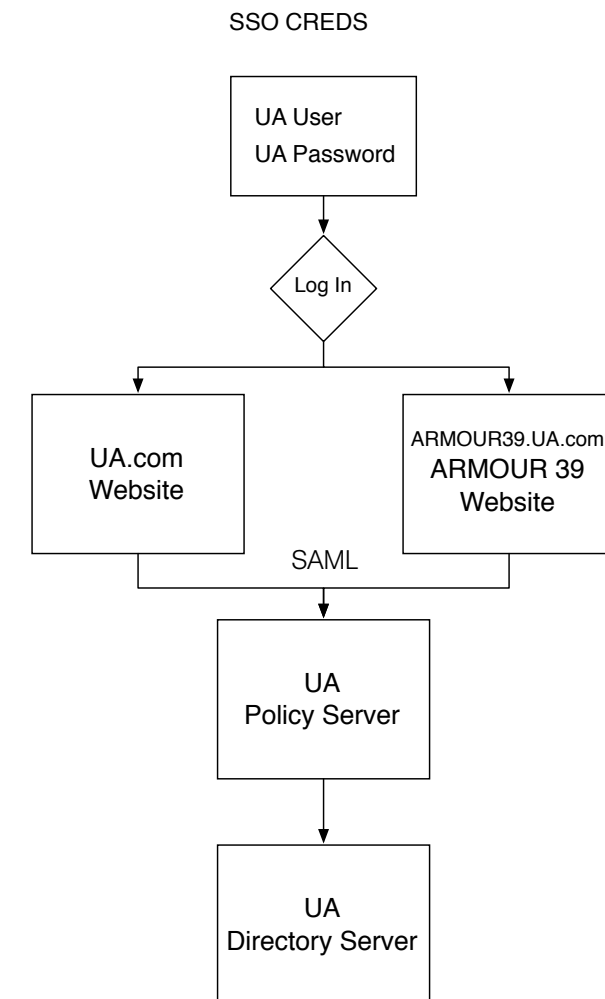 SSO CREDS
UA User
UA Password
Log In
UA.com
Website
ARMOUR39.UA.com
ARMOUR 39
Website
SAML
UA
Policy Server
UA
Directory Server